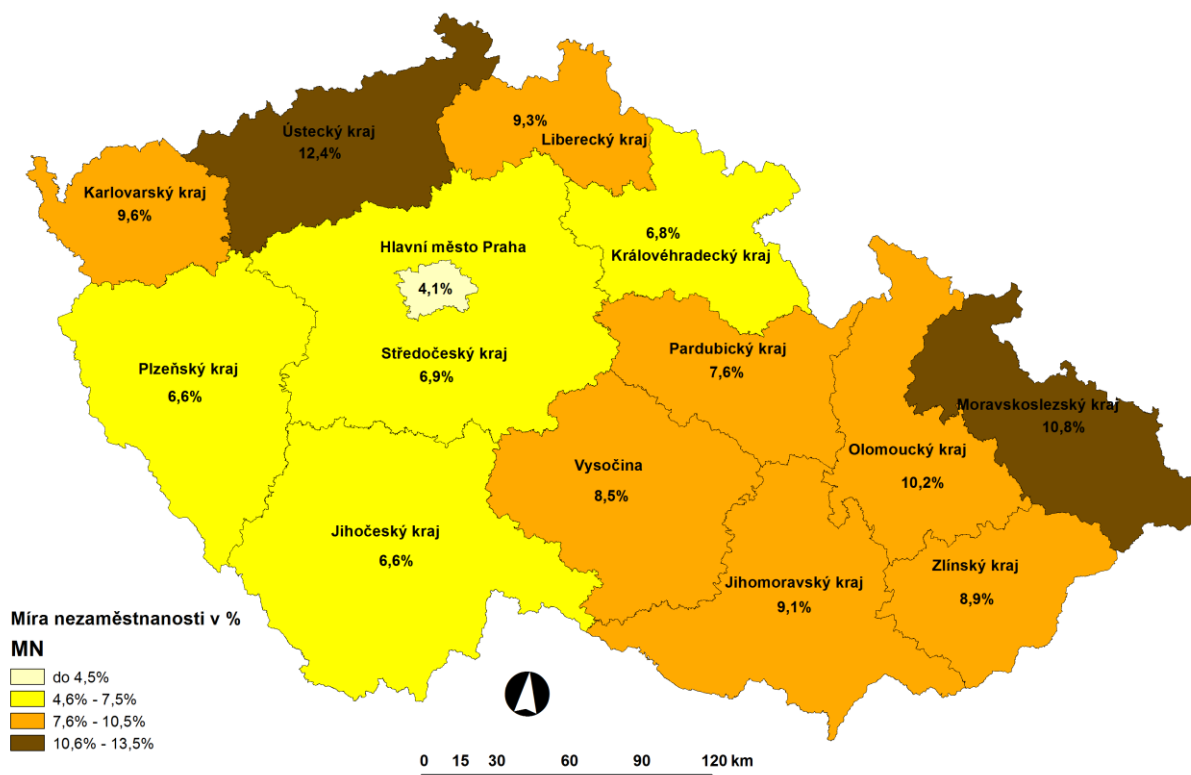 Ústecký kraj
12,4%
9,3%
Liberecký kraj
Karlovarský kraj
9,6%
6,8%
Královéhradecký kraj
Hlavní město Praha
4,1%
Středočeský kraj
6,9%
Plzeňský kraj
6,6%
Pardubický kraj
7,6%
Moravskoslezský kraj
10,8%
Olomoucký kraj
10,2%
Vysočina
8,5%
Jihočeský kraj
6,6%
Jihomoravský kraj
9,1%
Zlínský kraj
8,9%
Míra nezaměstnanosti v %
MN
do 4,5%
4,6% - 7,5%
7,6% - 10,5%
10,6% - 13,5%
0 15 30 60 90 120 km